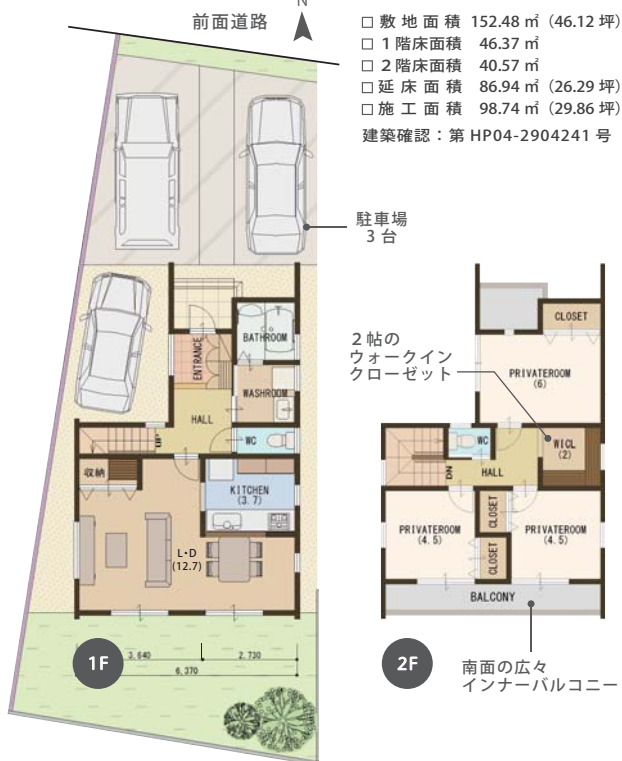 N
前面道路
□ 敷 地 面 積 152.48 ㎡ (46.12 坪)
□ 1 階床面積 46.37 ㎡
□ 2 階床面積 40.57 ㎡
□ 延 床 面 積 86.94 ㎡ (26.29 坪)
□ 施 工 面 積 98.74 ㎡ (29.86 坪)
建築確認：第 HP04-2904241 号
駐車場
3 台
BATHROOM
ENTRANCE
WASHROOM
HALL
UP
WC
収納
KITCHEN
(3.7)
L・D
(12.7)
3,640
2,730
6,370
1F
2 帖の
ウォークイン
クローゼット
CLOSET
PRIVATEROOM
(6)
WC
WICL
(2)
DN
HALL
PRIVATEROOM
(4.5)
CLOSET
CLOSET
PRIVATEROOM
(4.5)
BALCONY
2F
南面の広々
インナーバルコニー